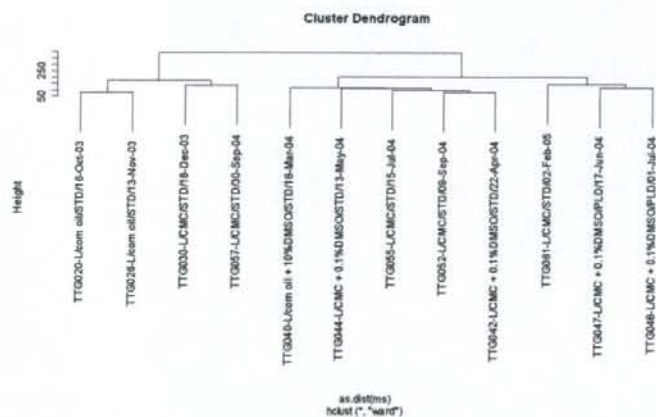 Cluster Dendrogram
Height
50 250
TTG020-L/corn oil/STD/16-Oct-03
TTG026-L/corn oil/STD/13-Nov-03
TTG030-L/CMC/STD/18-Dec-03
TTG057-L/CMC/STD/00-Sep-04
TTG040-L/corn oil + 10%DMSO/STD/18-Mar-04
TTG044-L/CMC + 0.1%DMSO/STD/13-May-04
TTG055-L/CMC/STD/15-Jul-04
TTG052-L/CMC/STD/09-Sep-04
TTG042-L/CMC + 0.1%DMSO/STD/22-Apr-04
TTG061-L/CMC/STD/02-Feb-05
TTG047-L/CMC + 0.1%DMSO/PLD/17-Jun-04
TTG046-L/CMC + 0.1%DMSO/PLD/01-Jul-04
as.dist(ms)
hclust (*, "ward")